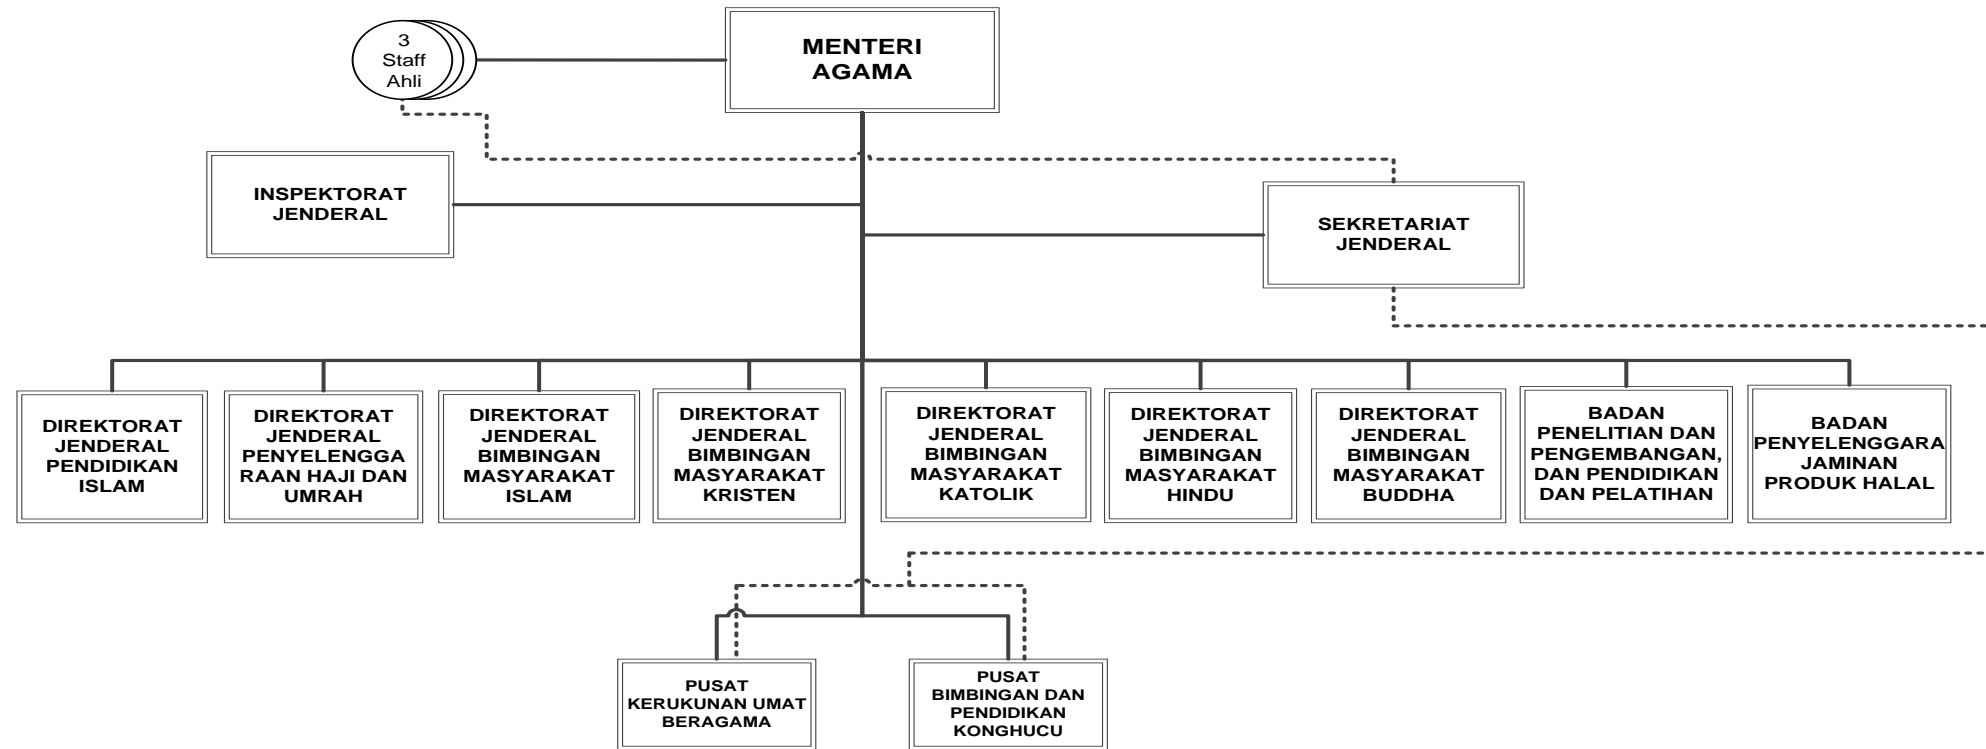 3
Staff
Ahli
MENTERI
AGAMA
INSPEKTORAT
JENDERAL
SEKRETARIAT
JENDERAL
DIREKTORAT
JENDERAL
PENDIDIKAN
ISLAM
DIREKTORAT
JENDERAL
PENYELENGGA
RAAN HAJI DAN
UMRAH
DIREKTORAT
JENDERAL
BIMBINGAN
MASYARAKAT
ISLAM
DIREKTORAT
JENDERAL
BIMBINGAN
MASYARAKAT
KRISTEN
DIREKTORAT
JENDERAL
BIMBINGAN
MASYARAKAT
KATOLIK
DIREKTORAT
JENDERAL
BIMBINGAN
MASYARAKAT
HINDU
DIREKTORAT
JENDERAL
BIMBINGAN
MASYARAKAT
BUDDHA
BADAN
PENELITIAN DAN
PENGEMBANGAN,
DAN PENDIDIKAN
DAN PELATIHAN
BADAN
PENYELENGGARA
JAMINAN
PRODUK HALAL
PUSAT
KERUKUNAN UMAT
BERAGAMA
PUSAT
BIMBINGAN DAN
PENDIDIKAN
KONGHUCU